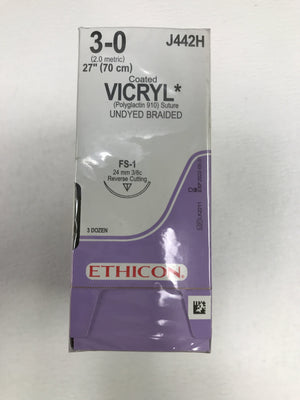 3-0
J442H
(2.0 metric)
27" (70 cm)
Coated
VICRYL*
(Polyglactin 910) Suture
UNDYED BRAIDED
FS-1
24 mm 3/8c
Reverse Cutting
3 DOZEN
ETHICON